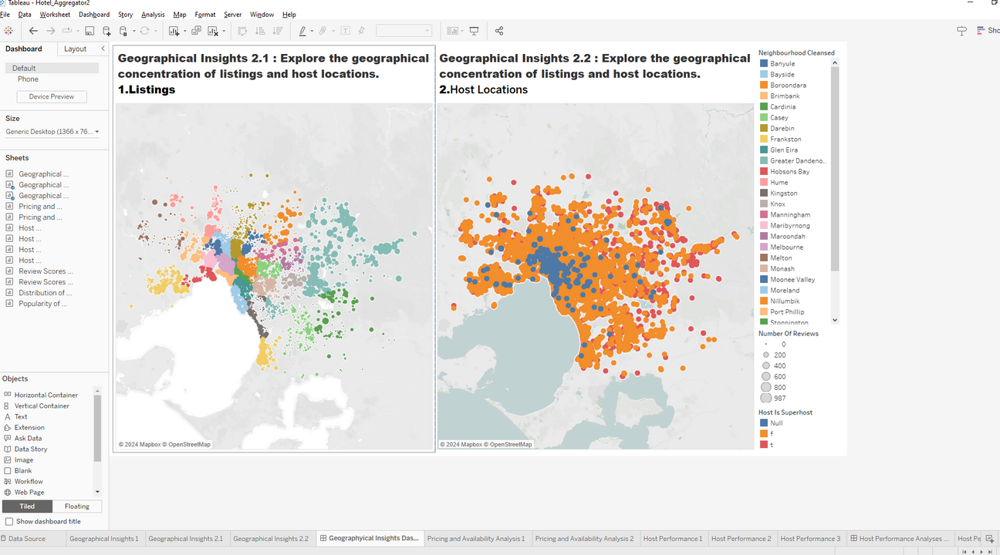 Tableau - Hotel_Aggregator2
File Data Worksheet Dashboard Story Analysis Map Format Server Window Help
Sho
Dashboard Layout
Default
Phone
Device Preview
Size
Generic Desktop (1366 x 76...
Sheets
Geographical ...
Geographical ...
Geographical ...
Pricing and ...
Pricing and ...
Host ...
Host ...
Host ...
Host ...
Review Scores ...
Review Scores ...
Distribution of ...
Popularity of ...
Objects
Horizontal Container
Vertical Container
Text
Extension
Ask Data
Data Story
Image
Blank
Workflow
Web Page
Tiled Floating
Show dashboard title
Geographical Insights 2.1 : Explore the geographical
concentration of listings and host locations.
1.Listings
© 2024 Mapbox © OpenStreetMap
Geographical Insights 2.2 : Explore the geographical
concentration of listings and host locations.
2.Host Locations
© 2024 Mapbox © OpenStreetMap
Neighbourhood Cleansed
Banyule
Bayside
Boroondara
Brimbank
Cardinia
Casey
Darebin
Frankston
Glen Eira
Greater Dandeno..
Hobsons Bay
Hume
Kingston
Knox
Manningham
Maribyrnong
Maroondah
Melbourne
Melton
Monash
Moonee Valley
Moreland
Nillumbik
Port Phillip
Stonnington
Number Of Reviews
0
200
400
600
800
987
Host Is Superhost
Null
f
t
Data Source Geographical Insights 1 Geographical Insights 2.1 Geographical Insights 2.2 Geographyical Insights Das... Pricing and Availability Analysis 1 Pricing and Availability Analysis 2 Host Performance 1 Host Performance 2 Host Performance 3 Host Performance Analyses ... Host Pe